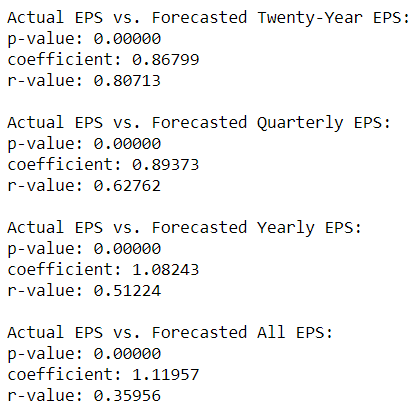 Actual EPS vs. Forecasted Twenty-Year EPS:
p-value: 0.00000
coefficient: 0.86799
r-value: 0.80713
Actual EPS vs. Forecasted Quarterly EPS:
p-value: 0.00000
coefficient: 0.89373
r-value: 0.62762
Actual EPS vs. Forecasted Yearly EPS:
p-value: 0.00000
coefficient: 1.08243
r-value: 0.51224
Actual EPS vs. Forecasted All EPS:
p-value: 0.00000
coefficient: 1.11957
r-value: 0.35956